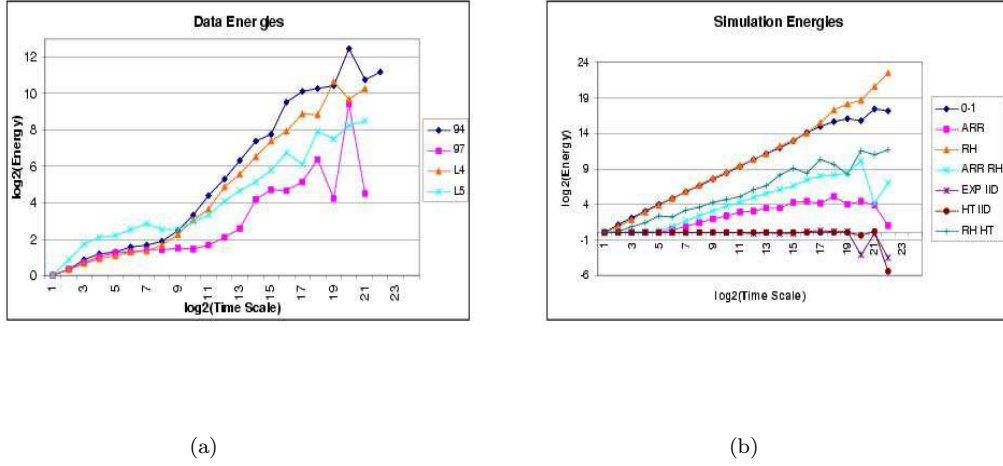 Data Energies
log2(Energy)
12
10
8
6
4
2
0
1 3 5 7 9 11 13 15 17 19 21 23
log2(Time Scale)
94
97
L4
L5
Simulation Energies
log2(Energy)
24
19
14
9
4
-1
-6
1 3 5 7 9 11 13 15 17 19 21 23
log2(Time Scale)
0-1
ARR
RH
ARR RH
EXP IID
HT IID
RH HT
(a)
(b)